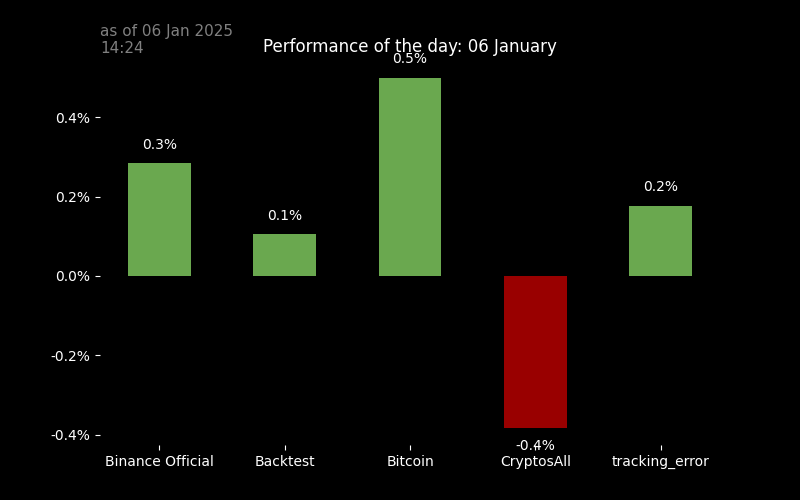 as of 06 Jan 2025
14:24
Performance of the day: 06 January
0.5%
0.4%
0.3%
0.2%
0.2%
0.1%
0.0%
-0.2%
-0.4%
-0.4%
Binance Official
Backtest
Bitcoin
CryptosAll
tracking_error